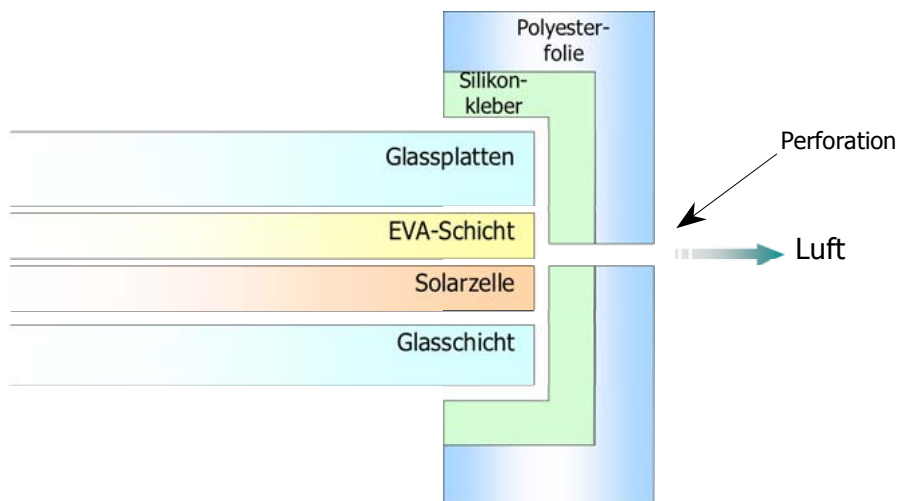 Polyester-
folie
Silikon-
kleber
Glassplatten
Perforation
EVA-Schicht
Luft
Solarzelle
Glasschicht